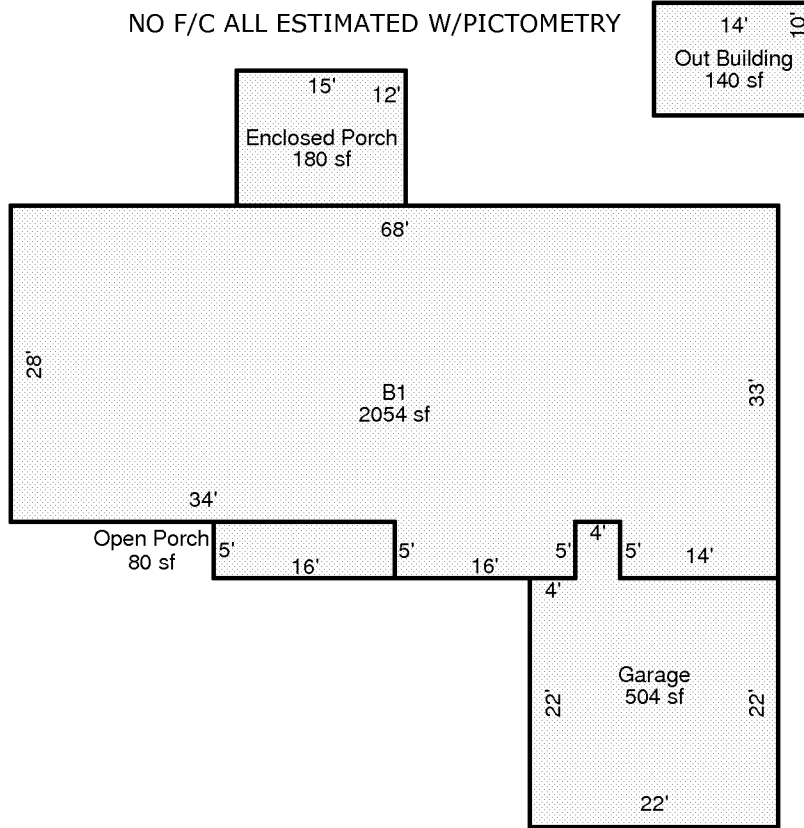 NO F/C ALL ESTIMATED W/PICTOMETRY
14'
10'
Out Building
140 sf
15'
12'
Enclosed Porch
180 sf
68'
28'
33'
B1
2054 sf
34'
Open Porch
80 sf
5'
16'
5'
16'
5'
4'
5'
14'
4'
22'
Garage
504 sf
22'
22'